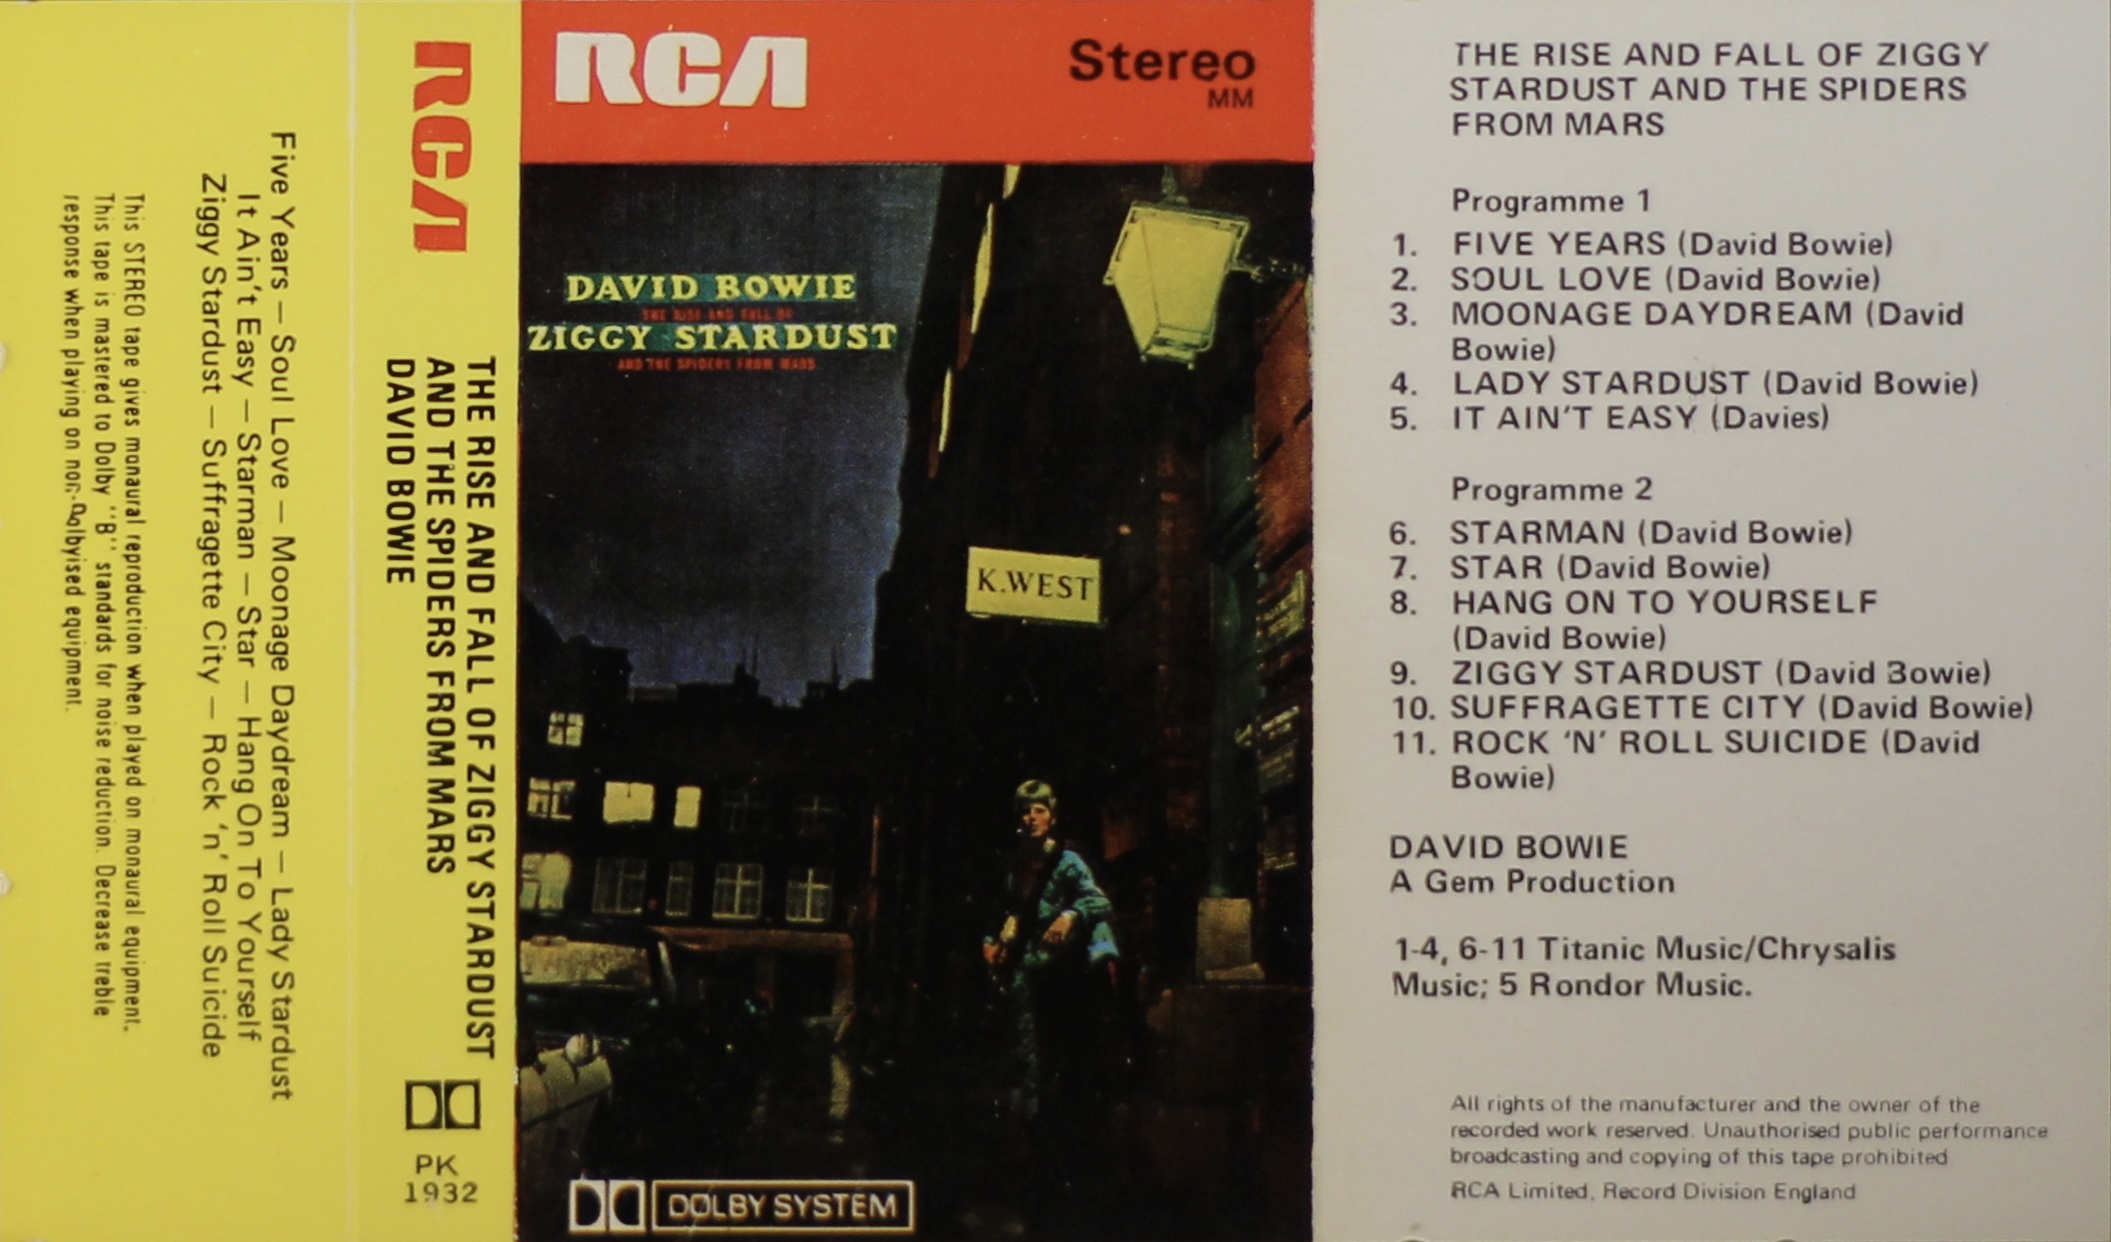 Five Years – Soul Love – Moonage Daydream – Lady Stardust
It Ain't Easy – Starman – Star – Hang On To Yourself
Ziggy Stardust – Suffragette City – Rock 'n' Roll Suicide
This STEREO tape gives monaural reproduction when played on monaural equipment.
This tape is mastered to Dolby "B" standards for noise reduction. Decrease treble
response when playing on non-Dolbyised equipment.
RCA
THE RISE AND FALL OF ZIGGY STARDUST
AND THE SPIDERS FROM MARS
DAVID BOWIE
PK
1932
RCA
Stereo
MM
DAVID BOWIE
THE RISE AND FALL OF
ZIGGY STARDUST
AND THE SPIDERS FROM MARS
K.WEST
DOLBY SYSTEM
THE RISE AND FALL OF ZIGGY
STARDUST AND THE SPIDERS
FROM MARS
Programme 1
1. FIVE YEARS (David Bowie)
2. SOUL LOVE (David Bowie)
3. MOONAGE DAYDREAM (David
Bowie)
4. LADY STARDUST (David Bowie)
5. IT AIN'T EASY (Davies)
Programme 2
6. STARMAN (David Bowie)
7. STAR (David Bowie)
8. HANG ON TO YOURSELF
(David Bowie)
9. ZIGGY STARDUST (David Bowie)
10. SUFFRAGETTE CITY (David Bowie)
11. ROCK 'N' ROLL SUICIDE (David
Bowie)
DAVID BOWIE
A Gem Production
1-4, 6-11 Titanic Music/Chrysalis
Music; 5 Rondor Music.
All rights of the manufacturer and the owner of the
recorded work reserved. Unauthorised public performance
broadcasting and copying of this tape prohibited
RCA Limited, Record Division England